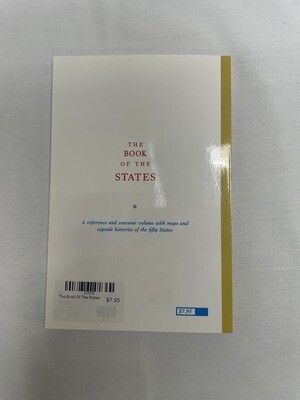 THE
BOOK
OF THE
STATES
*
A reference and souvenir volume with maps and
capsule histories of the fifty States
The Book Of The States $7.95
$7.95